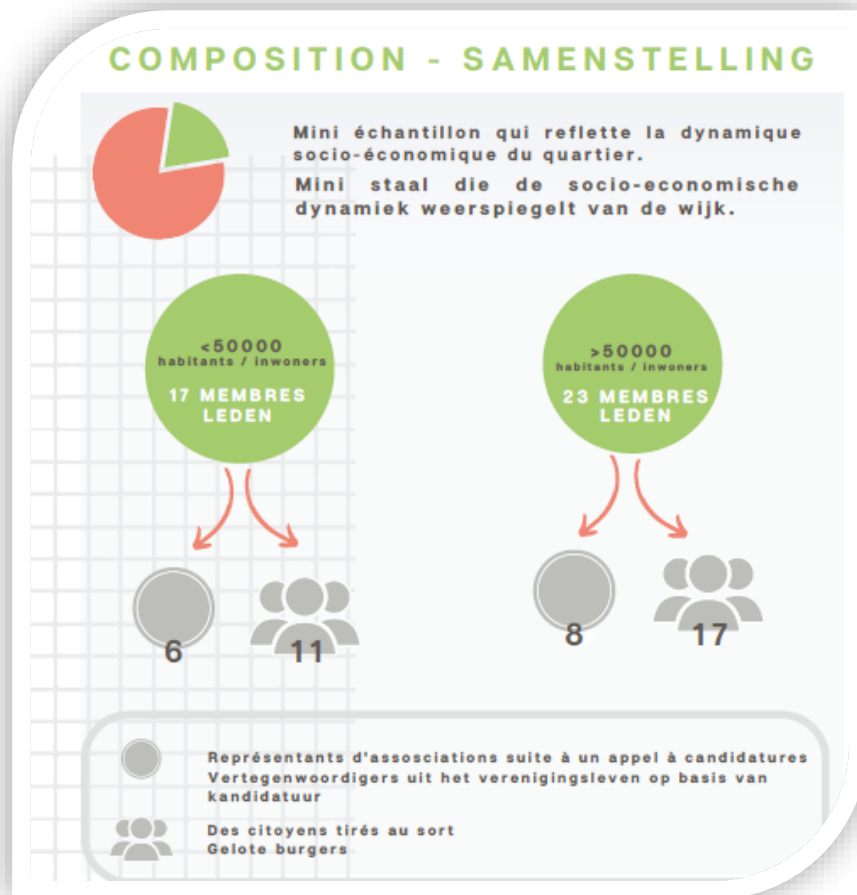 COMPOSITION - SAMENSTELLING
Mini échantillon qui reflette la dynamique
socio-économique du quartier.
Mini staal die de socio-economische
dynamiek weerspiegelt van de wijk.
<50000
habitants / inwoners
17 MEMBRES
LEDEN
>50000
habitants / inwoners
23 MEMBRES
LEDEN
6
11
8
17
Représentants d'assosciations suite à un appel à candidatures
Vertegenwoordigers uit het verenigingsleven op basis van
kandidatuur
Des citoyens tirés au sort
Gelote burgers